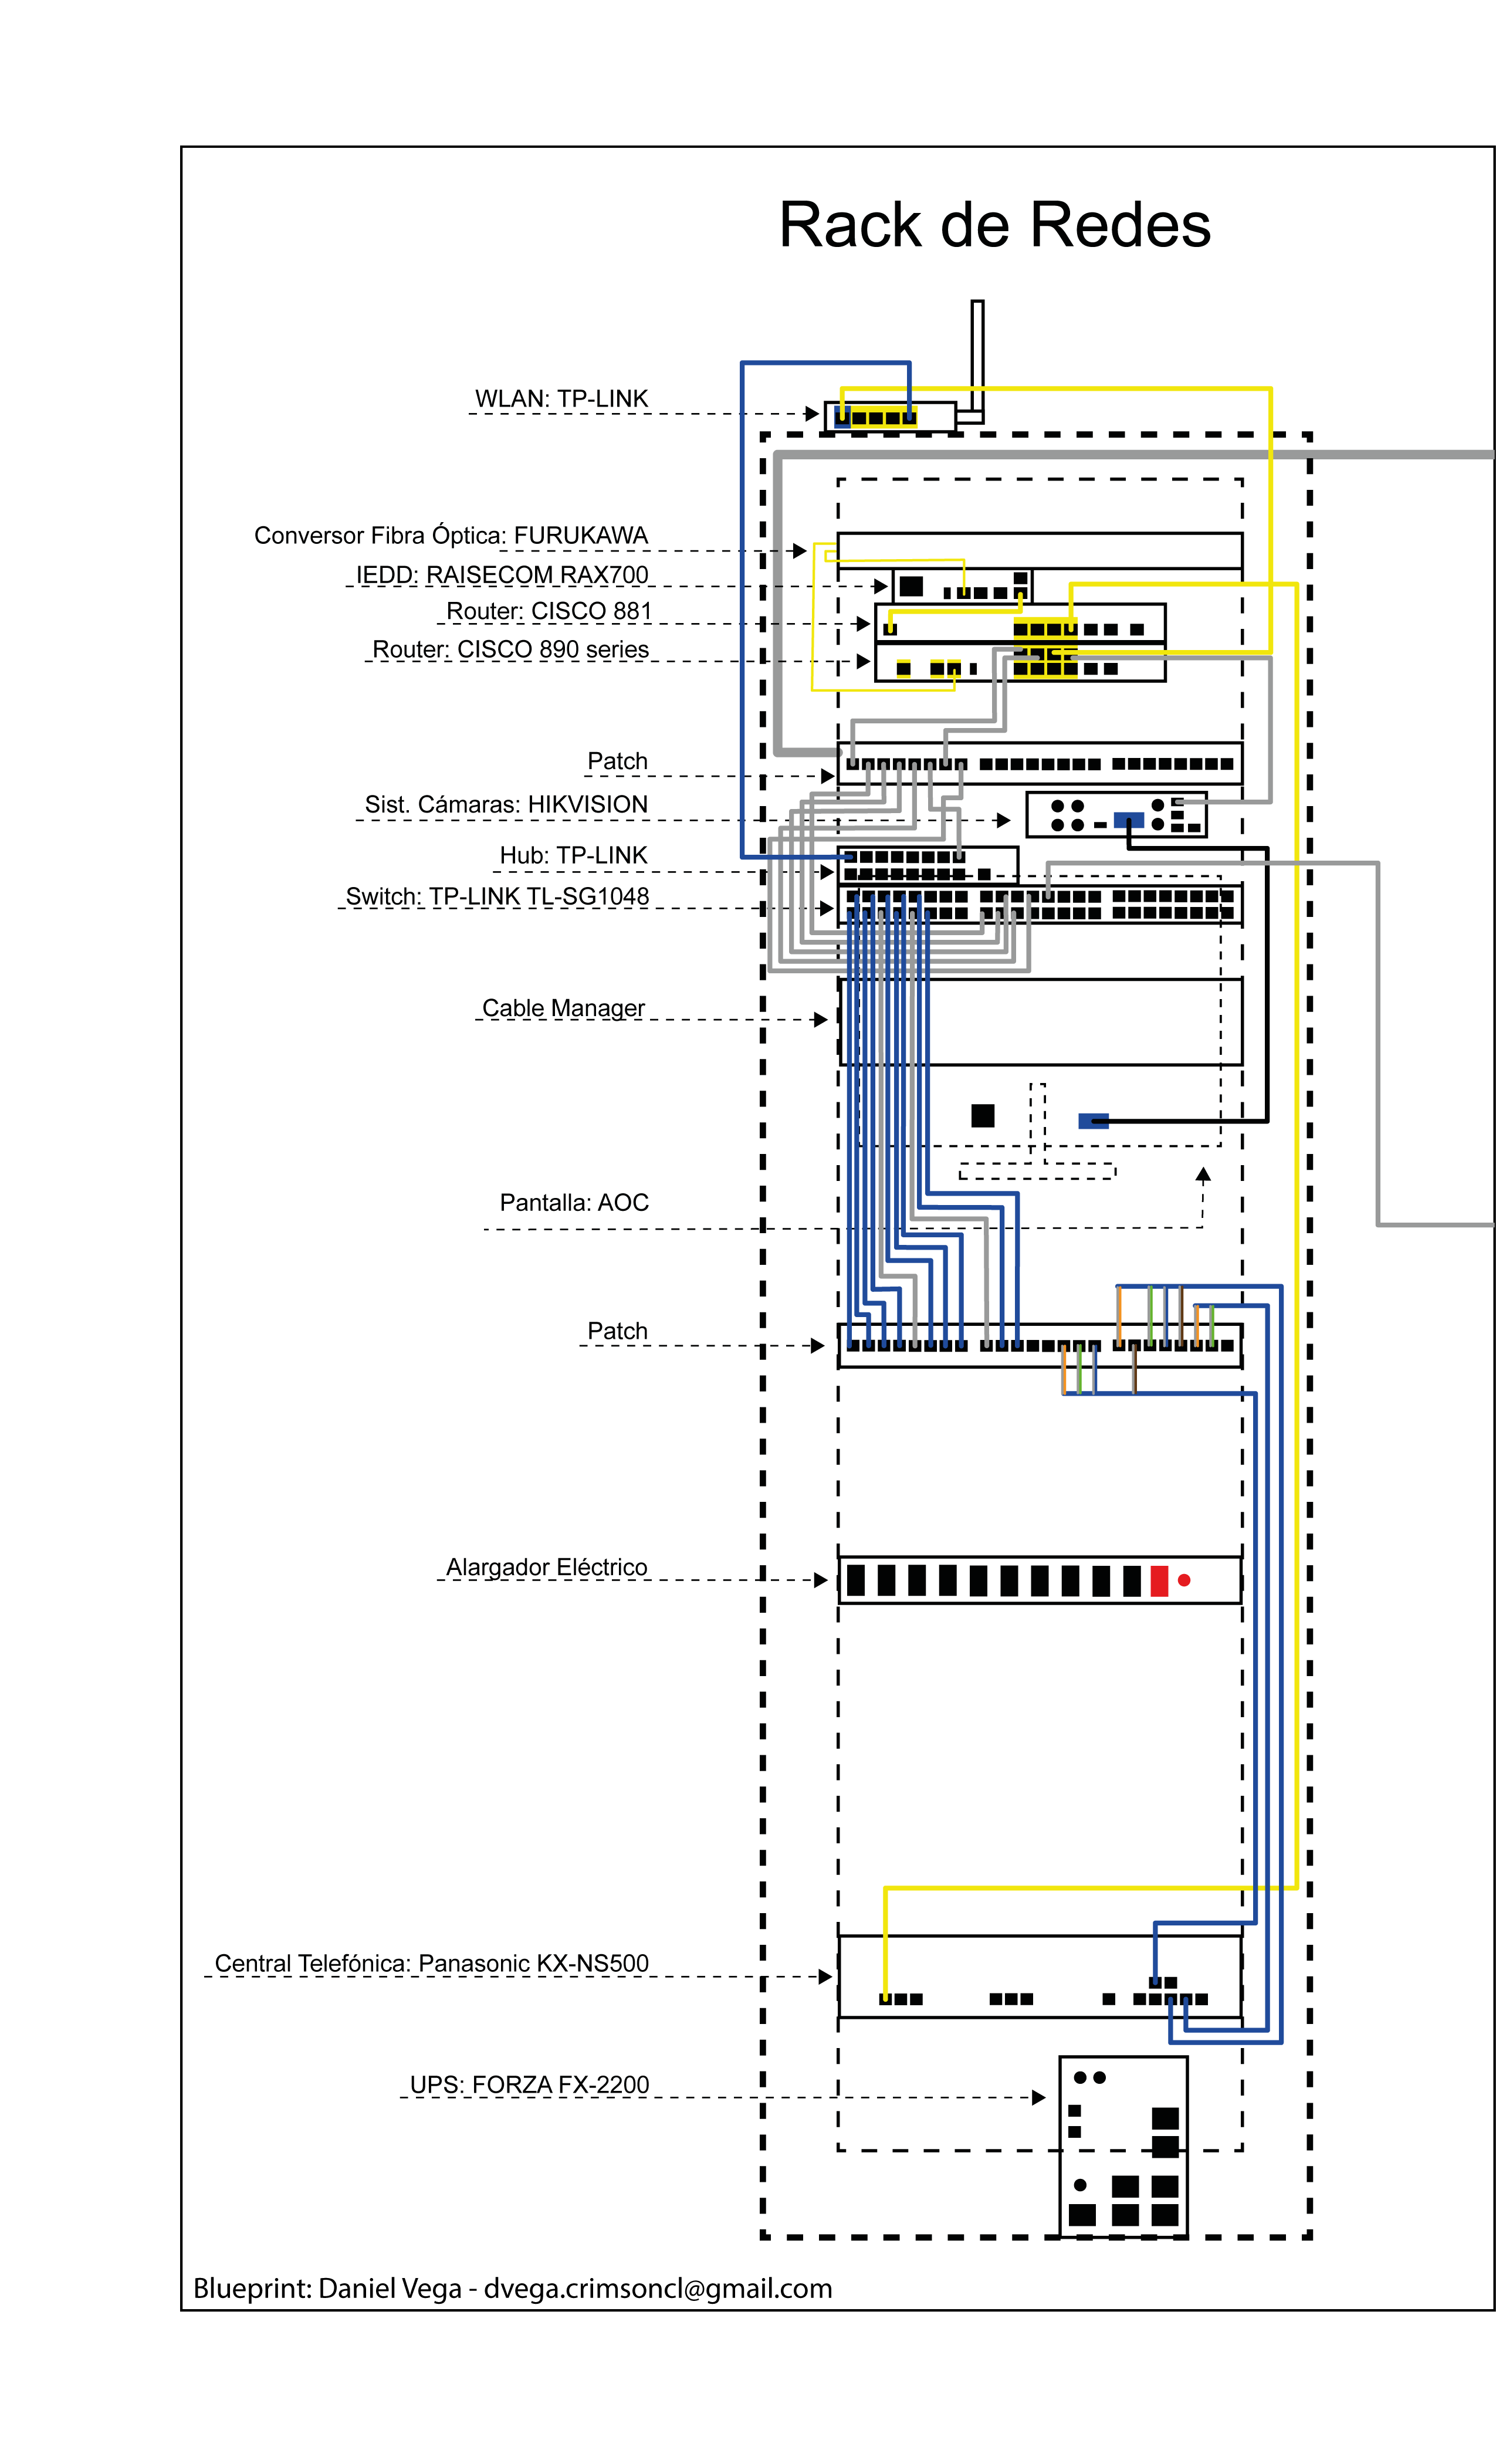 Rack de Redes
WLAN: TP-LINK
Conversor Fibra Óptica: FURUKAWA
IEDD: RAISECOM RAX700
Router: CISCO 881
Router: CISCO 890 series
Patch
Sist. Cámaras: HIKVISION
Hub: TP-LINK
Switch: TP-LINK TL-SG1048
Cable Manager
Pantalla: AOC
Patch
Alargador Eléctrico
Central Telefónica: Panasonic KX-NS500
UPS: FORZA FX-2200
Blueprint: Daniel Vega - dvega.crimsoncl@gmail.com